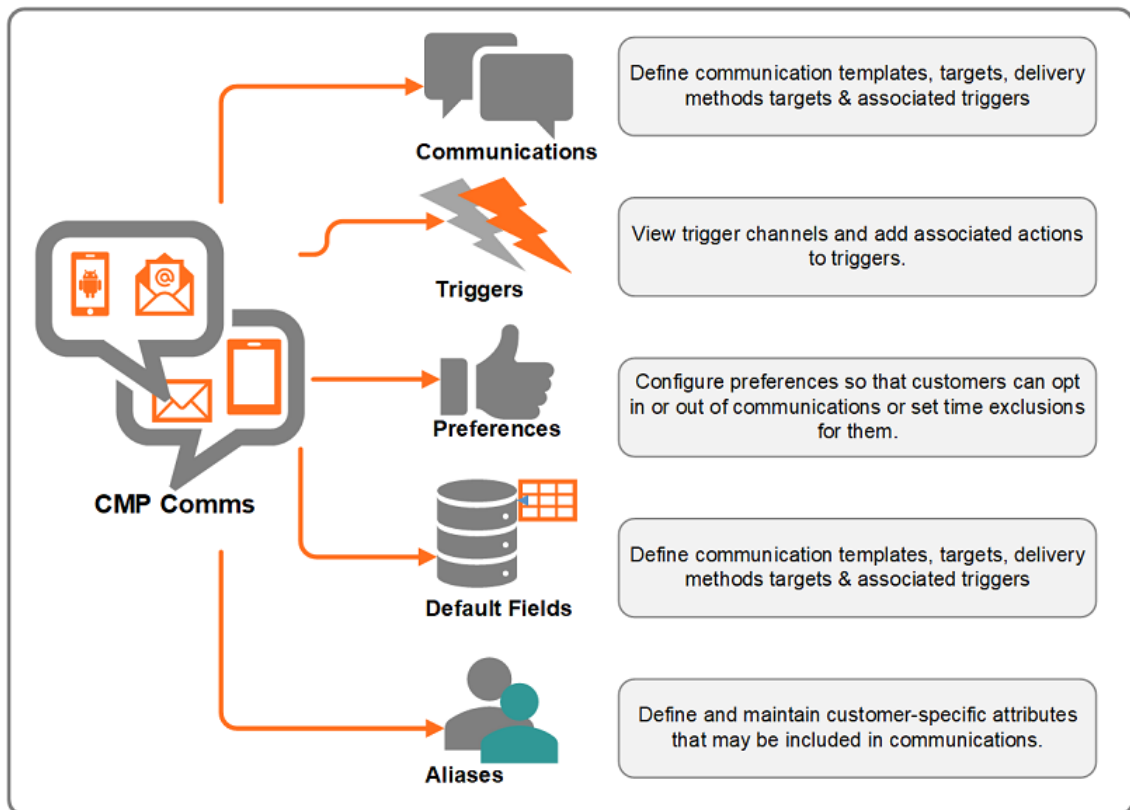 Define communication templates, targets, delivery
methods targets & associated triggers
Communications
View trigger channels and add associated actions
to triggers.
Triggers
@
Configure preferences so that customers can opt
in or out of communications or set time exclusions
for them.
Preferences
CMP Comms
Define communication templates, targets, delivery
methods targets & associated triggers
Default Fields
Define and maintain customer-specific attributes
that may be included in communications.
Aliases